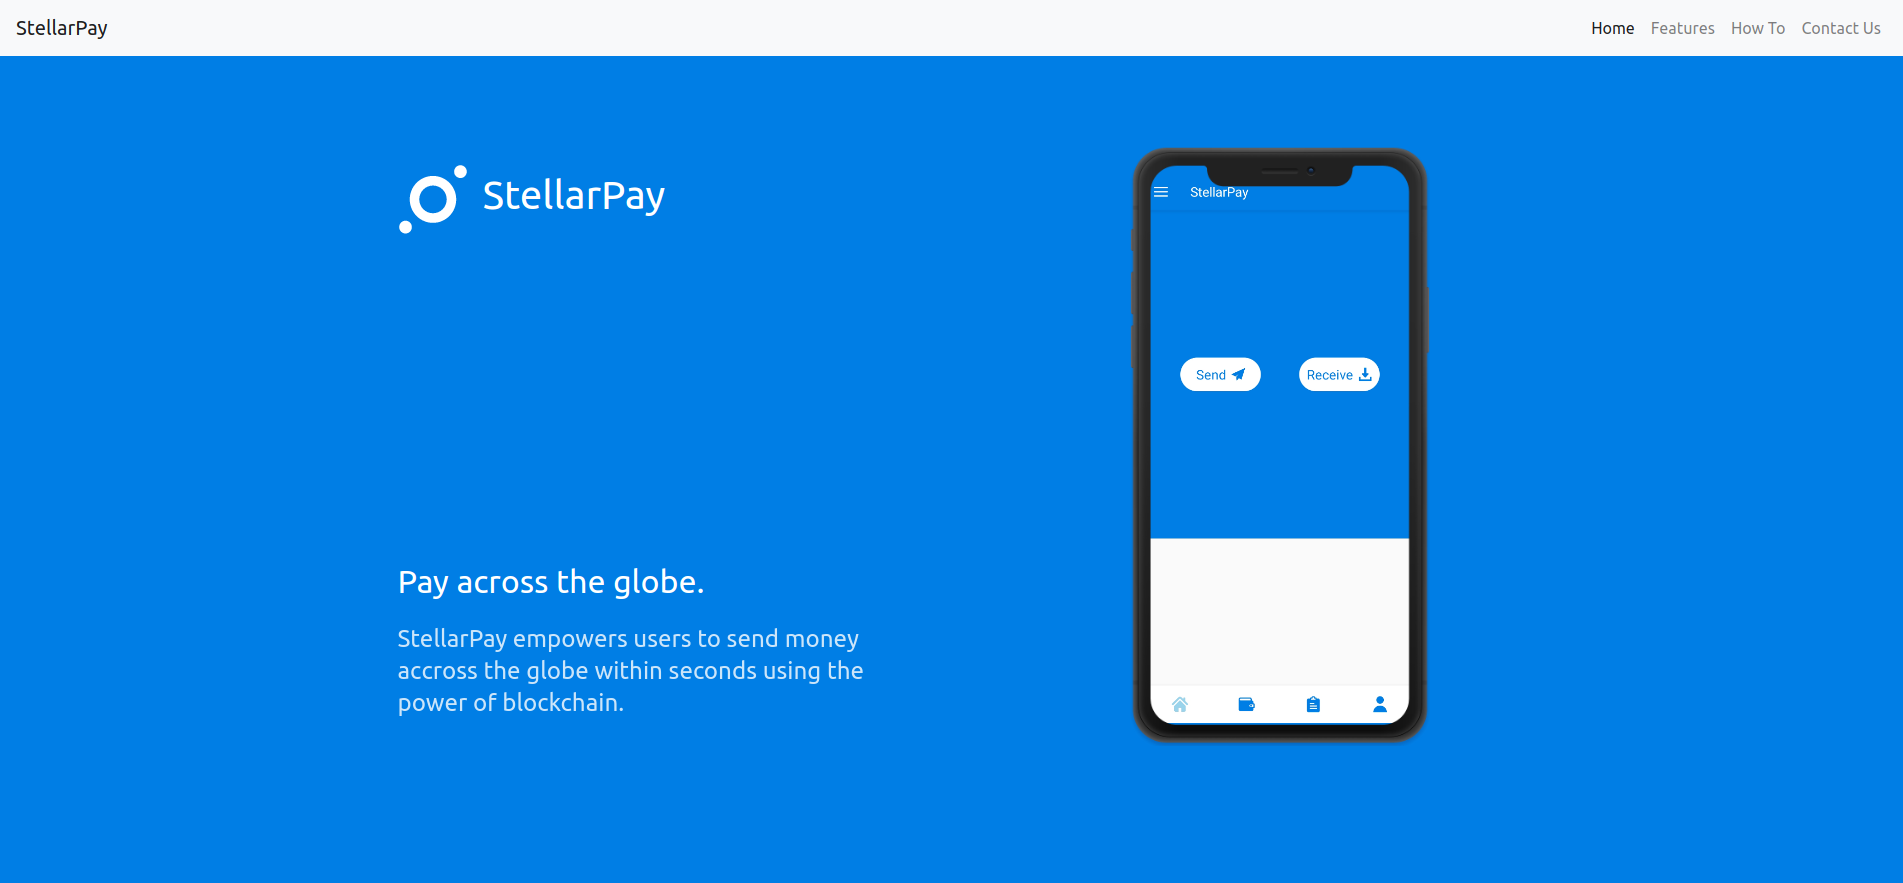 StellarPay
Home Features How To Contact Us
StellarPay
Pay across the globe.
StellarPay empowers users to send money
accross the globe within seconds using the
power of blockchain.
StellarPay
Send Receive